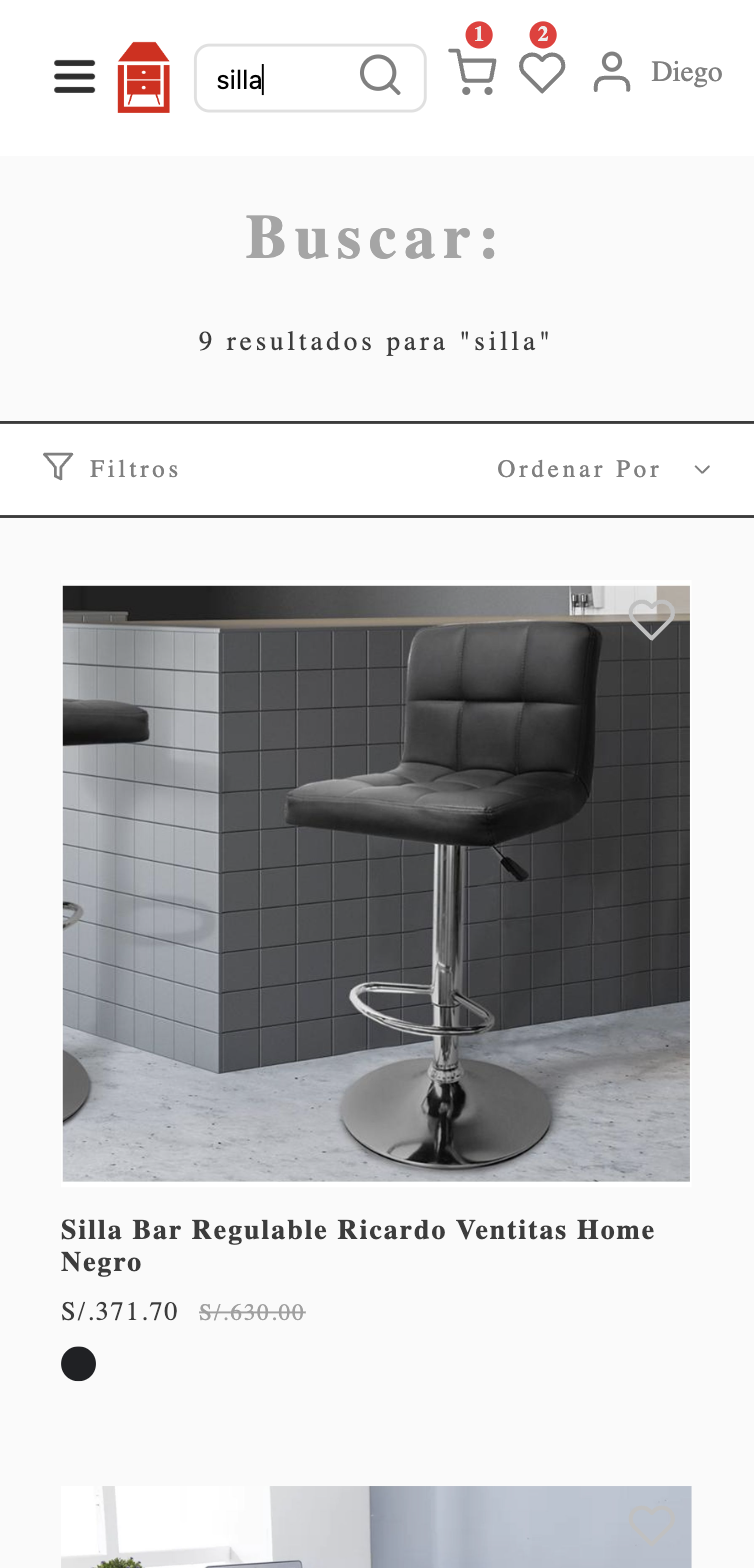 1
2
silla
Diego
Buscar:
9 resultados para "silla"
Filtros
Ordenar Por
Silla Bar Regulable Ricardo Ventitas Home
Negro
S/.371.70 S/.630.00